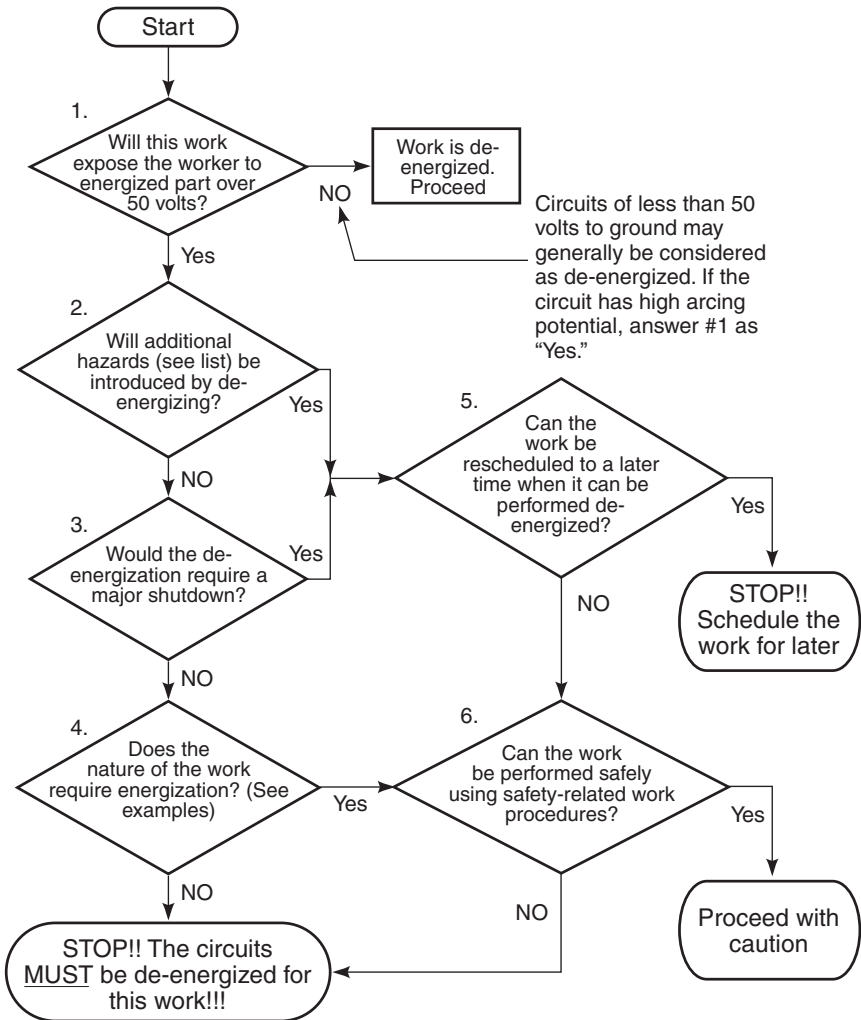 Start
1.
Will this work
expose the worker to
energized part over
50 volts?
NO
Work is de-
energized.
Proceed
Circuits of less than 50
volts to ground may
generally be considered
as de-energized. If the
circuit has high arcing
potential, answer #1 as
“Yes.”
Yes
2.
Will additional
hazards (see list) be
introduced by de-
energizing?
Yes
NO
3.
Would the de-
energization require a
major shutdown?
Yes
NO
5.
Can the
work be
rescheduled to a later
time when it can be
performed de-
energized?
Yes
STOP!!
Schedule the
work for later
NO
4.
Does the
nature of the work
require energization? (See
examples)
Yes
NO
6.
Can the work
be performed safely
using safety-related work
procedures?
Yes
Proceed with
caution
NO
STOP!! The circuits
MUST be de-energized for
this work!!!